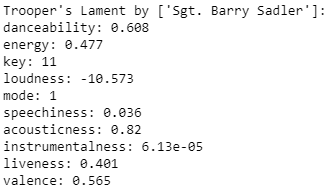 Trooper's Lament by ['Sgt. Barry Sadler']:
danceability: 0.608
energy: 0.477
key: 11
loudness: -10.573
mode: 1
speechiness: 0.036
acousticness: 0.82
instrumentalness: 6.13e-05
liveness: 0.401
valence: 0.565